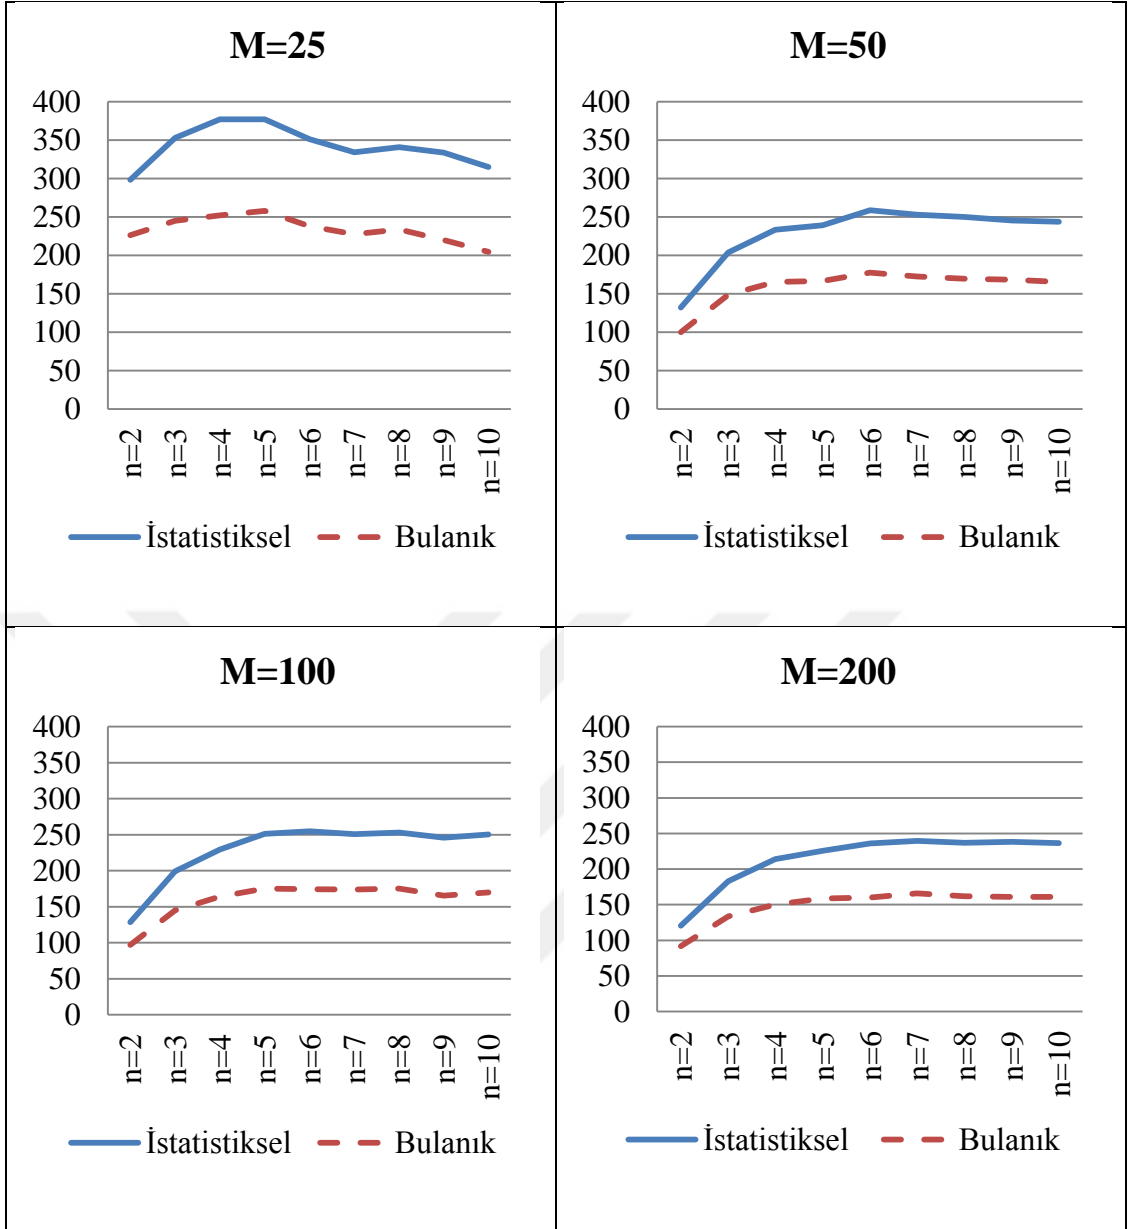 M=25
400
350
300
250
200
150
100
50
0
n=2
n=3
n=4
n=5
n=6
n=7
n=8
n=9
n=10
İstatistiksel Bulanık
M=50
400
350
300
250
200
150
100
50
0
n=2
n=3
n=4
n=5
n=6
n=7
n=8
n=9
n=10
İstatistiksel Bulanık
M=100
400
350
300
250
200
150
100
50
0
n=2
n=3
n=4
n=5
n=6
n=7
n=8
n=9
n=10
İstatistiksel Bulanık
M=200
400
350
300
250
200
150
100
50
0
n=2
n=3
n=4
n=5
n=6
n=7
n=8
n=9
n=10
İstatistiksel Bulanık